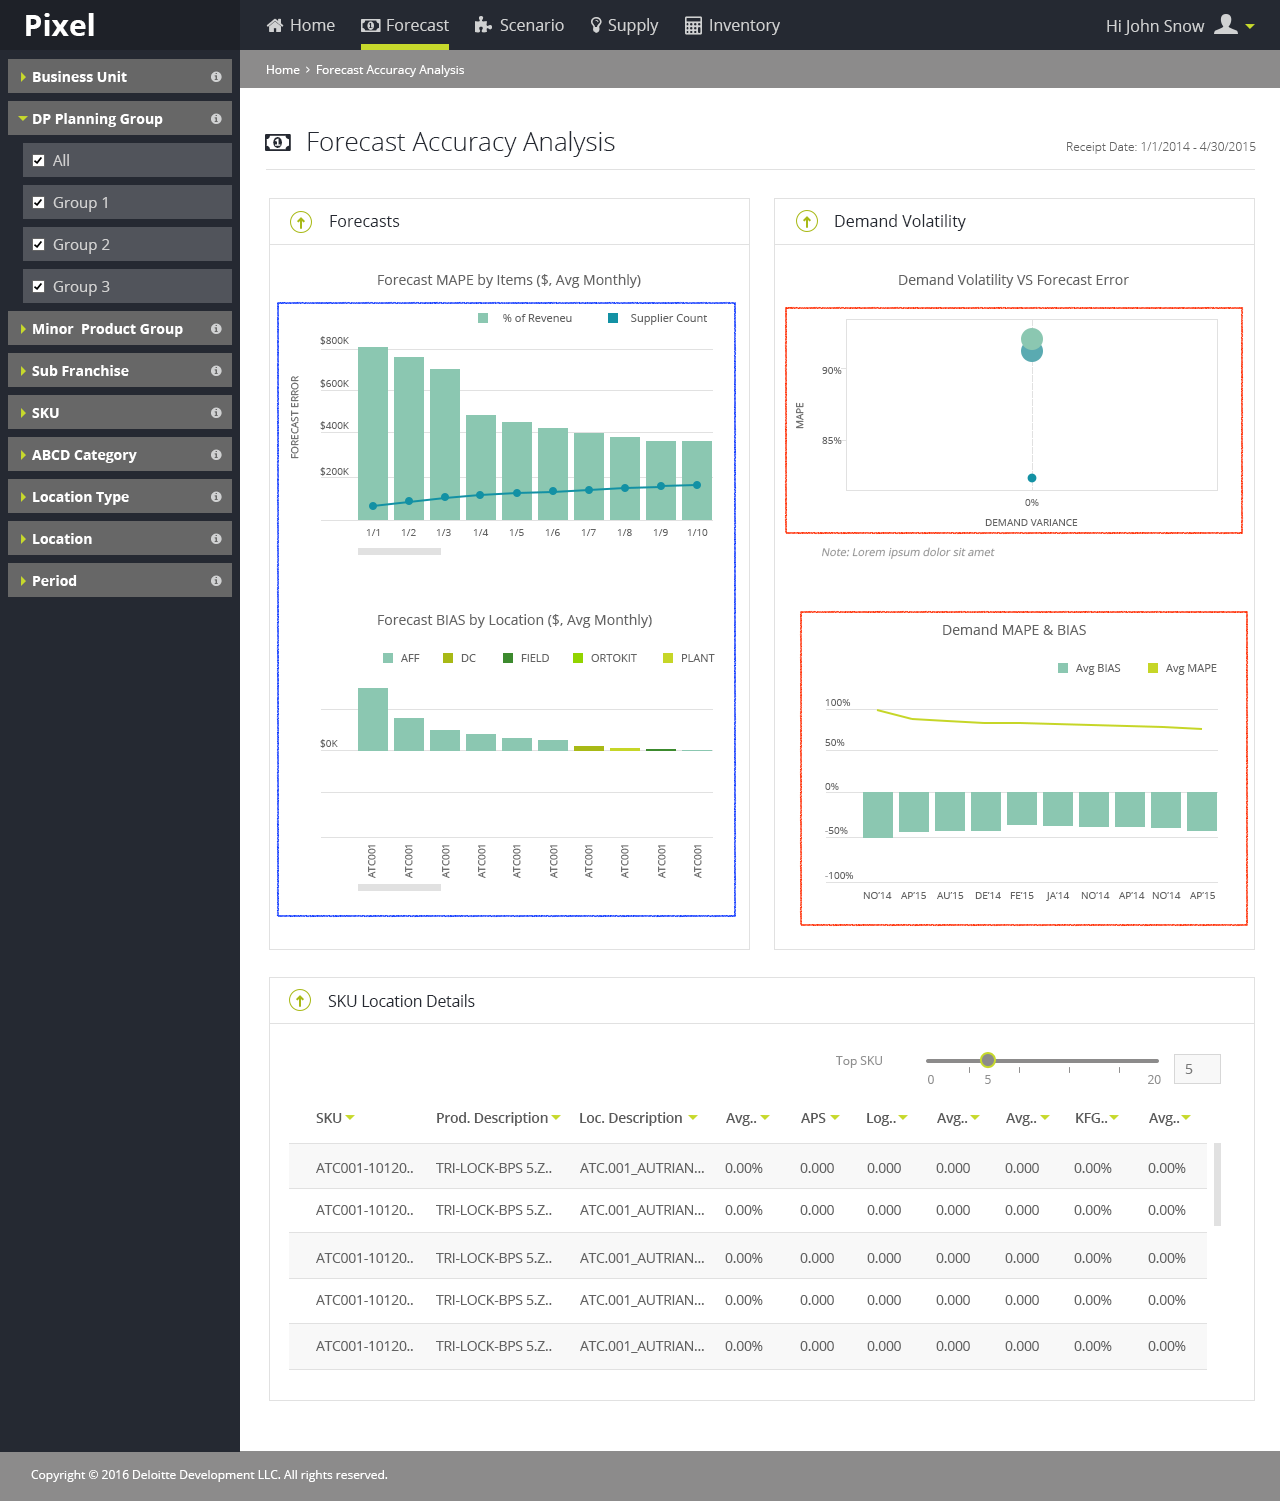 Pixel
Home Forecast Scenario Supply Inventory
Hi John Snow
Home › Forecast Accuracy Analysis
Business Unit
DP Planning Group
All
Group 1
Group 2
Group 3
Minor Product Group
Sub Franchise
SKU
ABCD Category
Location Type
Location
Period
Forecast Accuracy Analysis
Receipt Date: 1/1/2014 - 4/30/2015
Forecasts
Forecast MAPE by Items ($, Avg Monthly)
% of Reveneu Supplier Count
FORECAST ERROR
$800K
$600K
$400K
$200K
1/1 1/2 1/3 1/4 1/5 1/6 1/7 1/8 1/9 1/10
Forecast BIAS by Location ($, Avg Monthly)
AFF DC FIELD ORTOKIT PLANT
$0K
ATC001 ATC001 ATC001 ATC001 ATC001 ATC001 ATC001 ATC001 ATC001 ATC001
Demand Volatility
Demand Volatility VS Forecast Error
MAPE
90%
85%
0%
DEMAND VARIANCE
Note: Lorem ipsum dolor sit amet
Demand MAPE & BIAS
Avg BIAS Avg MAPE
100%
50%
0%
-50%
-100%
NO'14 AP'15 AU'15 DE'14 FE'15 JA'14 NO'14 AP'14 NO'14 AP'15
SKU Location Details
Top SKU 0 5 20 5
SKU Prod. Description Loc. Description Avg.. APS Log.. Avg.. Avg.. KFG.. Avg..
ATC001-10120.. TRI-LOCK-BPS 5.Z.. ATC.001_AUTRIAN... 0.00% 0.000 0.000 0.000 0.000 0.00% 0.00%
ATC001-10120.. TRI-LOCK-BPS 5.Z.. ATC.001_AUTRIAN... 0.00% 0.000 0.000 0.000 0.000 0.00% 0.00%
ATC001-10120.. TRI-LOCK-BPS 5.Z.. ATC.001_AUTRIAN... 0.00% 0.000 0.000 0.000 0.000 0.00% 0.00%
ATC001-10120.. TRI-LOCK-BPS 5.Z.. ATC.001_AUTRIAN... 0.00% 0.000 0.000 0.000 0.000 0.00% 0.00%
ATC001-10120.. TRI-LOCK-BPS 5.Z.. ATC.001_AUTRIAN... 0.00% 0.000 0.000 0.000 0.000 0.00% 0.00%
Copyright © 2016 Deloitte Development LLC. All rights reserved.